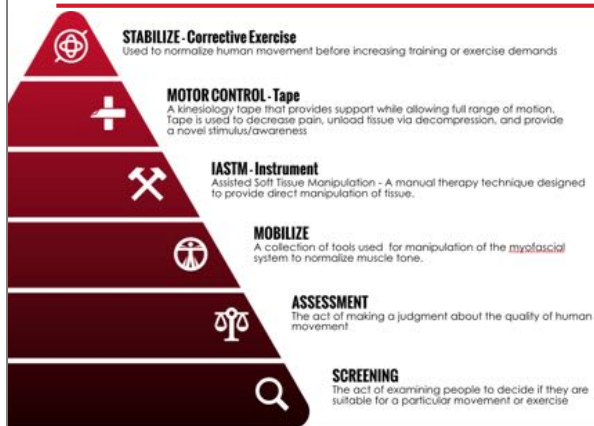 STABILIZE - Corrective Exercise
Used to normalize human movement before increasing training or exercise demands
MOTOR CONTROL - Tape
A kinesiology tape that provides support while allowing full range of motion.
Tape is used to decrease pain, unload tissue via decompression, and provide
a novel stimulus/awareness
IASTM - Instrument
Assisted Soft Tissue Manipulation - A manual therapy technique designed
to provide direct manipulation of tissue.
MOBILIZE
A collection of tools used for manipulation of the myofascial
system to normalize muscle tone.
ASSESSMENT
The act of making a judgment about the quality of human
movement
SCREENING
The act of examining people to decide if they are
suitable for a particular movement or exercise